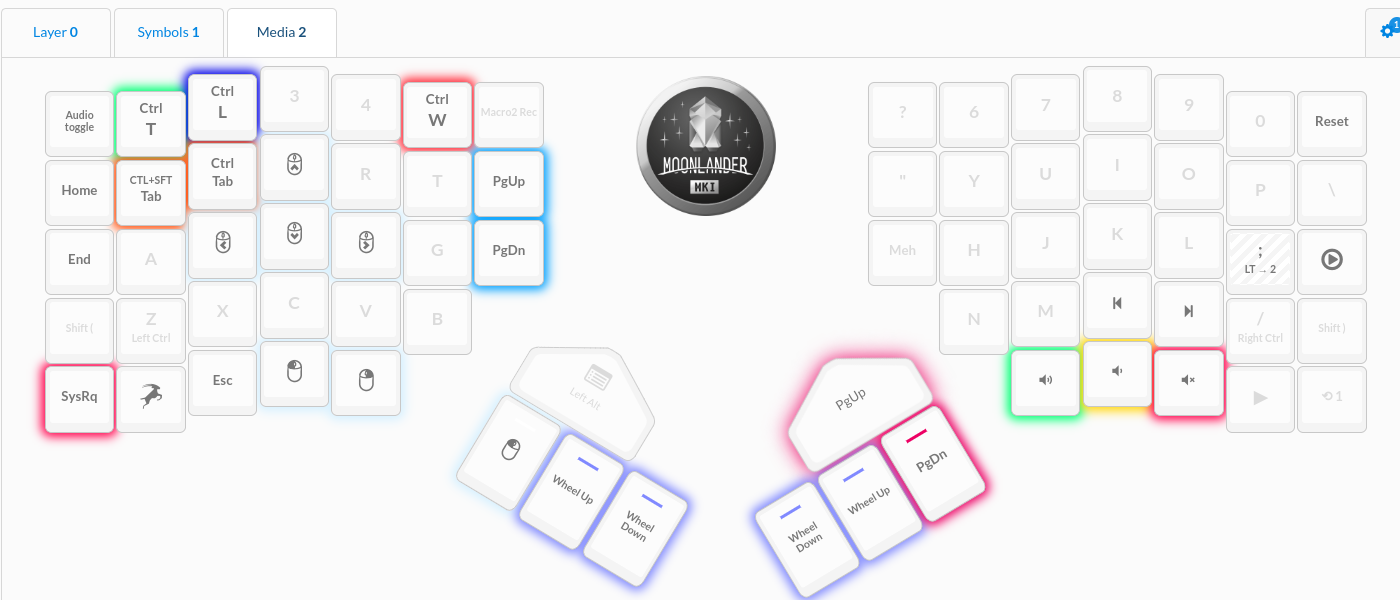 Layer 0
Symbols 1
Media 2
1
Audio
toggle
Ctrl
T
Ctrl
L
3
4
Ctrl
W
Macro2 Rec
Home
CTL+SFT
Tab
Ctrl
Tab
R
T
PgUp
End
A
G
PgDn
Shift (
Z
Left Ctrl
X
C
V
B
SysRq
Esc
Left Alt
Wheel Up
Wheel
Down
MOONLANDER
MKI
?
6
7
8
9
0
Reset
"
Y
U
I
O
P
\
Meh
H
J
K
L
;
LT → 2
N
M
/
Right Ctrl
Shift )
1
PgUp
PgDn
Wheel Up
Wheel
Down